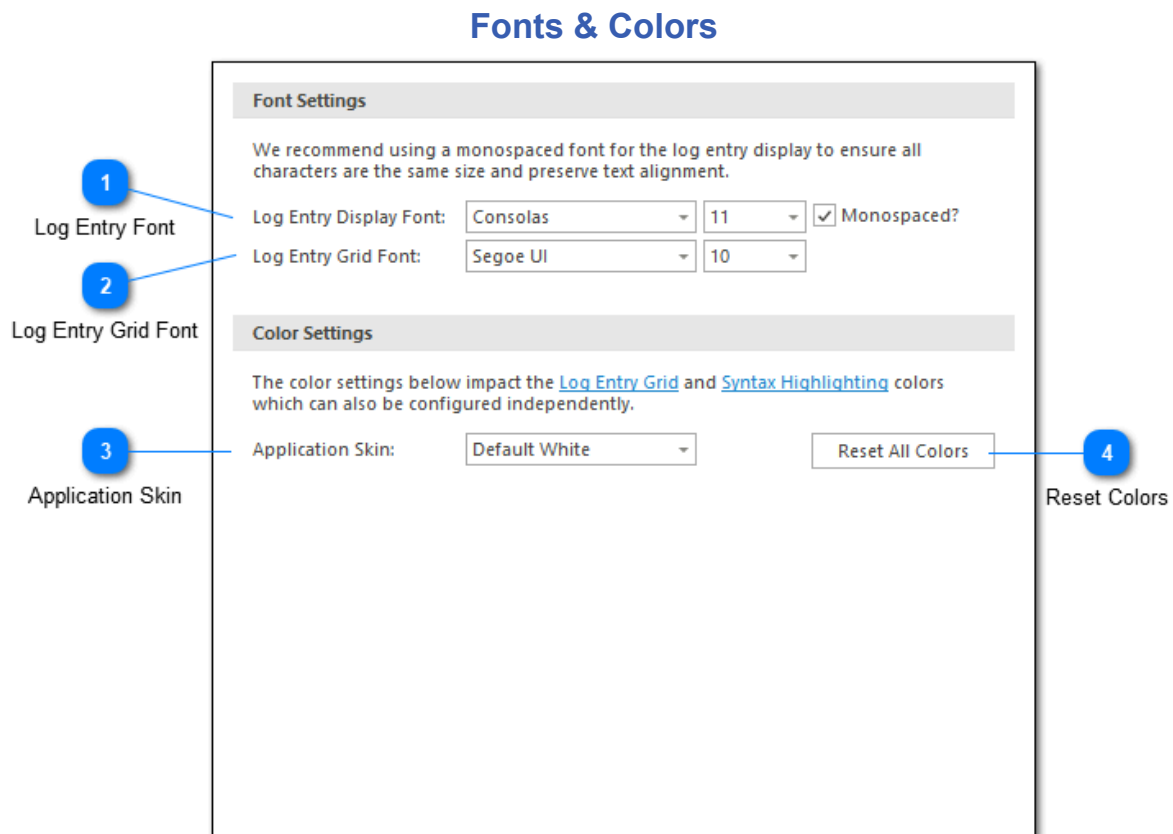 Fonts & Colors
Font Settings
We recommend using a monospaced font for the log entry display to ensure all
characters are the same size and preserve text alignment.
1
Log Entry Font
Log Entry Display Font: Consolas 11 Monospaced?
Log Entry Grid Font: Segoe UI 10
2
Log Entry Grid Font
Color Settings
The color settings below impact the Log Entry Grid and Syntax Highlighting colors
which can also be configured independently.
3
Application Skin
Application Skin: Default White Reset All Colors
4
Reset Colors